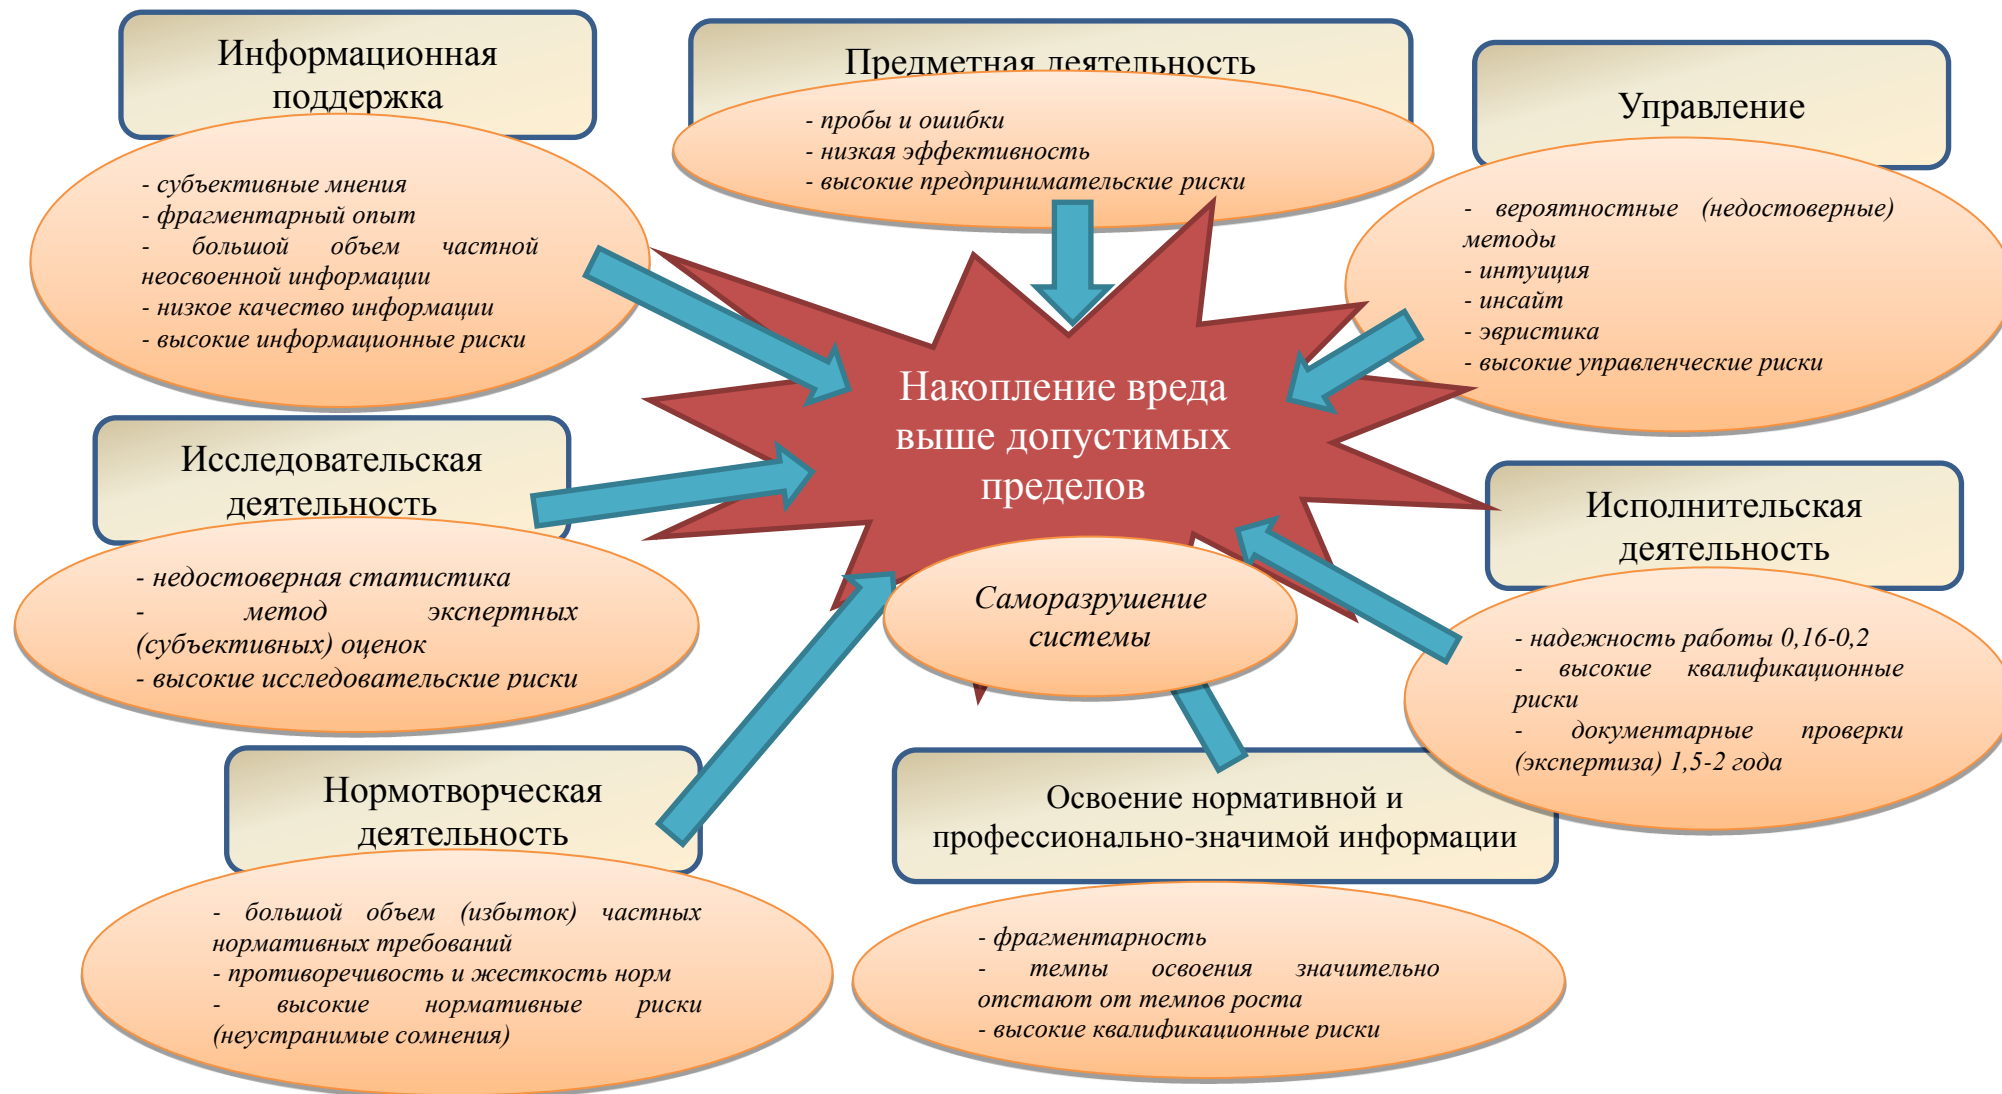 Информационная
поддержка
- субъективные мнения
- фрагментарный опыт
- большой объем частной
неосвоенной информации
- низкое качество информации
- высокие информационные риски
Предметная деятельность
- пробы и ошибки
- низкая эффективность
- высокие предпринимательские риски
Управление
- вероятностные (недостоверные)
методы
- интуиция
- инсайт
- эвристика
- высокие управленческие риски
Накопление вреда
выше допустимых
пределов
Саморазрушение
системы
Исследовательская
деятельность
- недостоверная статистика
- метод экспертных
(субъективных) оценок
- высокие исследовательские риски
Исполнительская
деятельность
- надежность работы 0,16-0,2
- высокие квалификационные
риски
- документарные проверки
(экспертиза) 1,5-2 года
Нормотворческая
деятельность
- большой объем (избыток) частных
нормативных требований
- противоречивость и жесткость норм
- высокие нормативные риски
(неустранимые сомнения)
Освоение нормативной и
профессионально-значимой информации
- фрагментарность
- темпы освоения значительно
отстают от темпов роста
- высокие квалификационные риски